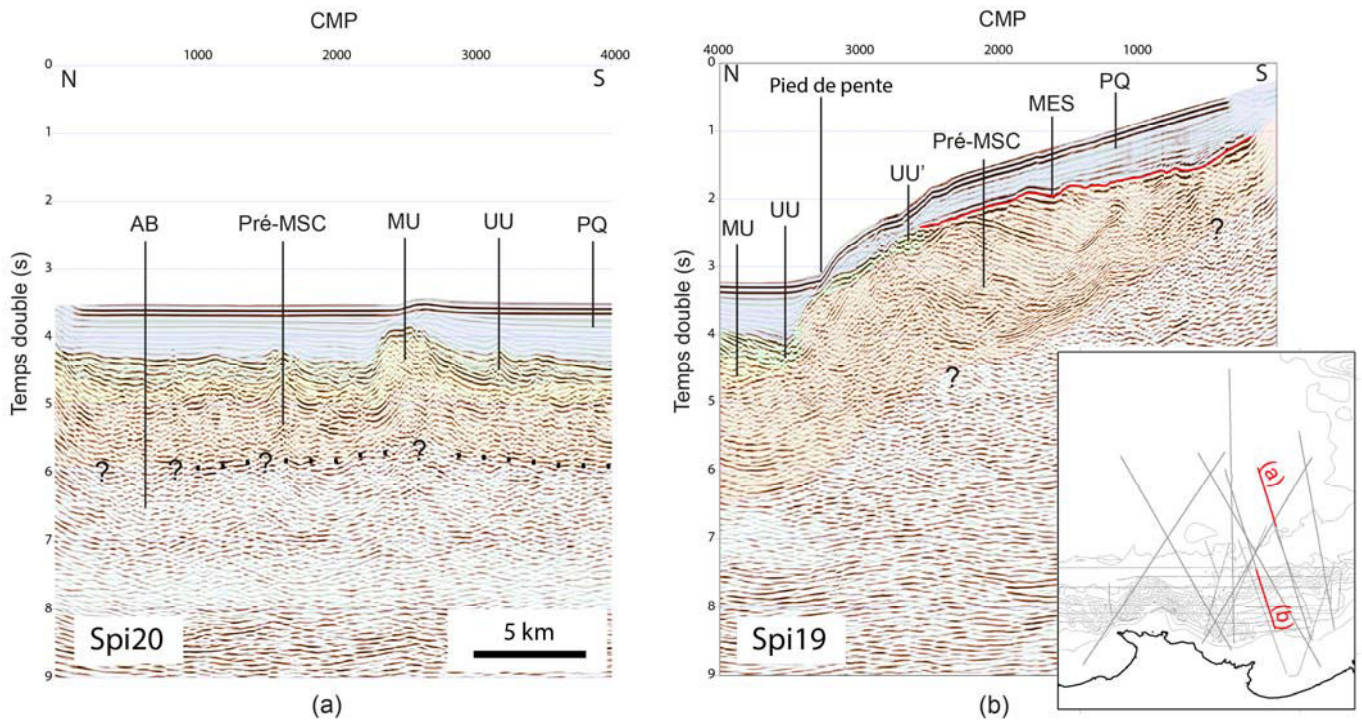 CMP
1000 2000 3000 4000
0
N S
1
2
AB Pré-MSC MU UU PQ
3
4
5
? ? ? ?
6
7
8
9
Temps double (s)
Spi20
5 km
(a)
CMP
4000 3000 2000 1000
0
N S
Pied de pente MES PQ
1
Pré-MSC
UU'
2
MU UU
?
3
4
?
5
6
7
8
9
Temps double (s)
Spi19
(b)
(a)
(b)